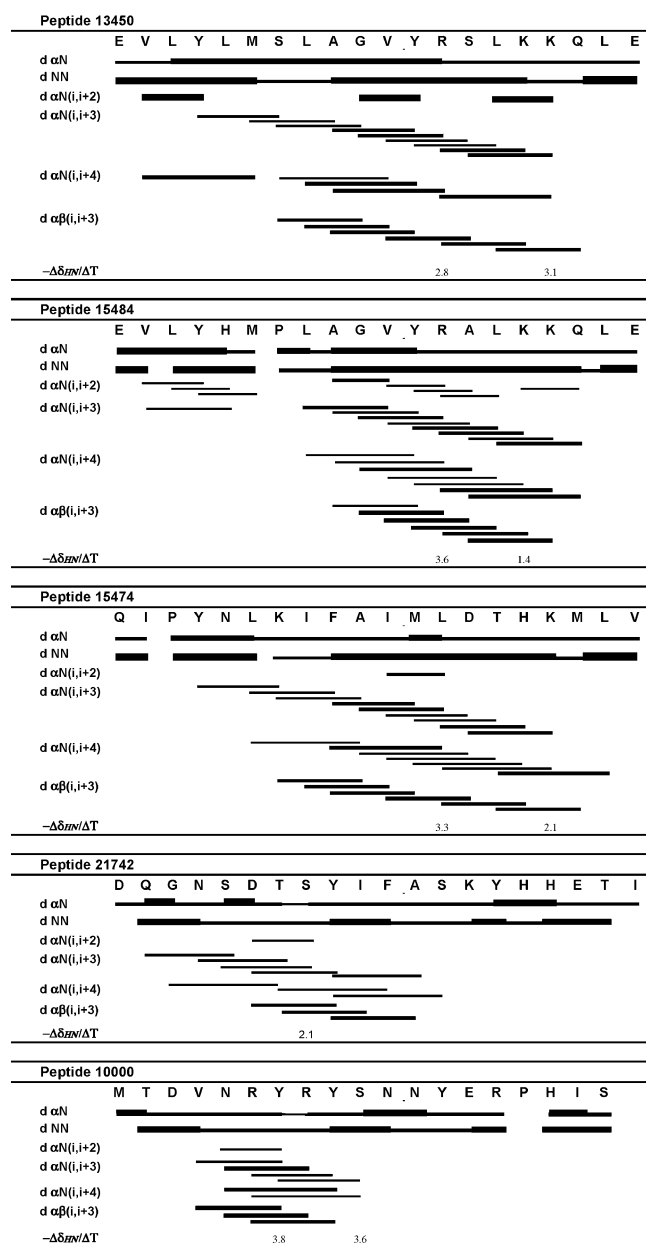 Peptide 13450
E V L Y L M S L A G V Y R S L K K Q L E
d αN
d NN
d αN(i,i+2)
d αN(i,i+3)
d αN(i,i+4)
d αβ(i,i+3)
−ΔδHN/ΔT 2.8 3.1
Peptide 15484
E V L Y H M P L A G V Y R A L K K Q L E
d αN
d NN
d αN(i,i+2)
d αN(i,i+3)
d αN(i,i+4)
d αβ(i,i+3)
−ΔδHN/ΔT 3.6 1.4
Peptide 15474
Q I P Y N L K I F A I M L D T H K M L V
d αN
d NN
d αN(i,i+2)
d αN(i,i+3)
d αN(i,i+4)
d αβ(i,i+3)
−ΔδHN/ΔT 3.3 2.1
Peptide 21742
D Q G N S D T S Y I F A S K Y H H E T I
d αN
d NN
d αN(i,i+2)
d αN(i,i+3)
d αN(i,i+4)
d αβ(i,i+3)
−ΔδHN/ΔT 2.1
Peptide 10000
M T D V N R Y R Y S N N Y E R P H I S
d αN
d NN
d αN(i,i+2)
d αN(i,i+3)
d αN(i,i+4)
d αβ(i,i+3)
−ΔδHN/ΔT 3.8 3.6